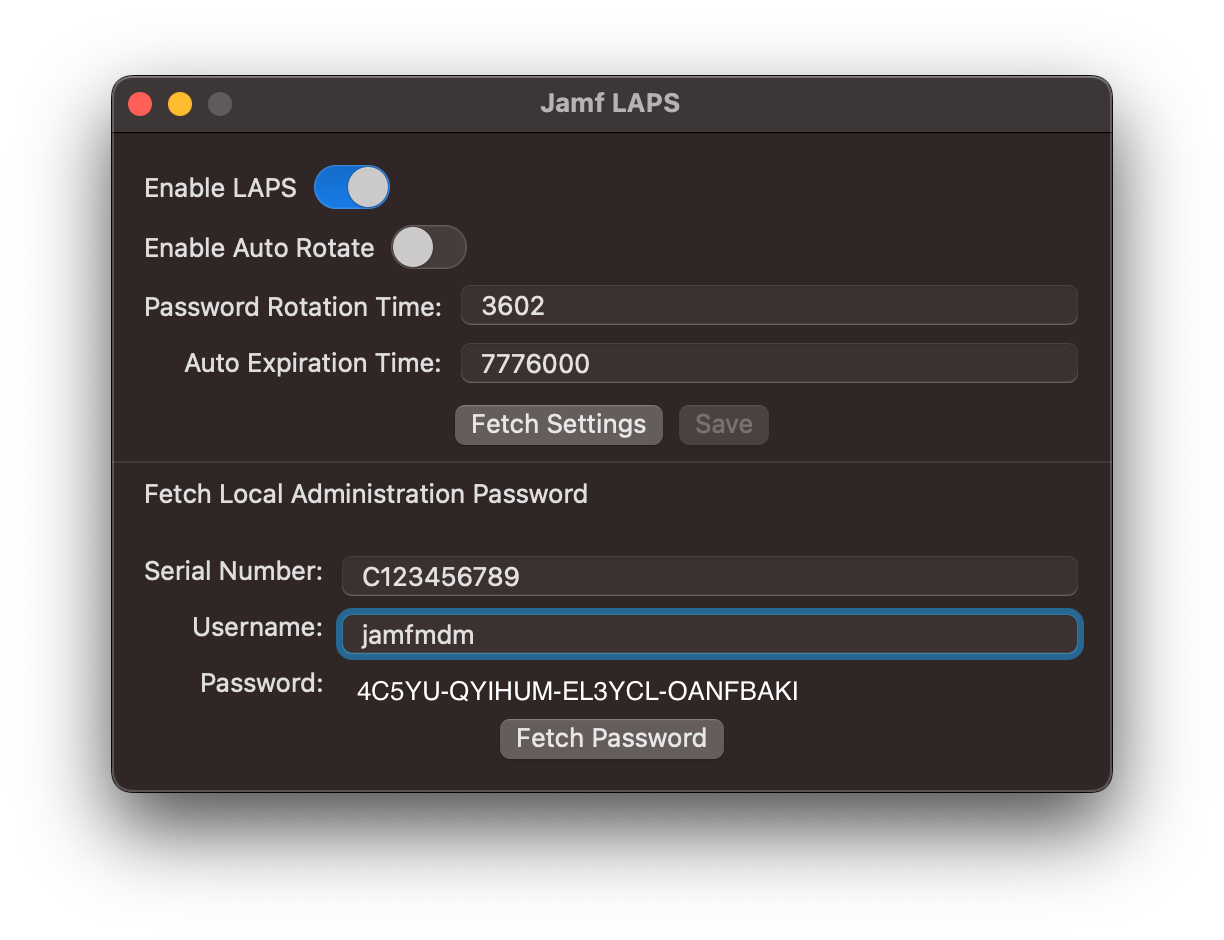 Jamf LAPS
Enable LAPS
Enable Auto Rotate
Password Rotation Time: 3602
Auto Expiration Time: 7776000
Fetch Settings Save
Fetch Local Administration Password
Serial Number: C123456789
Username: jamfmdm
Password: 4C5YU-QYIHUM-EL3YCL-OANFBAKI
Fetch Password